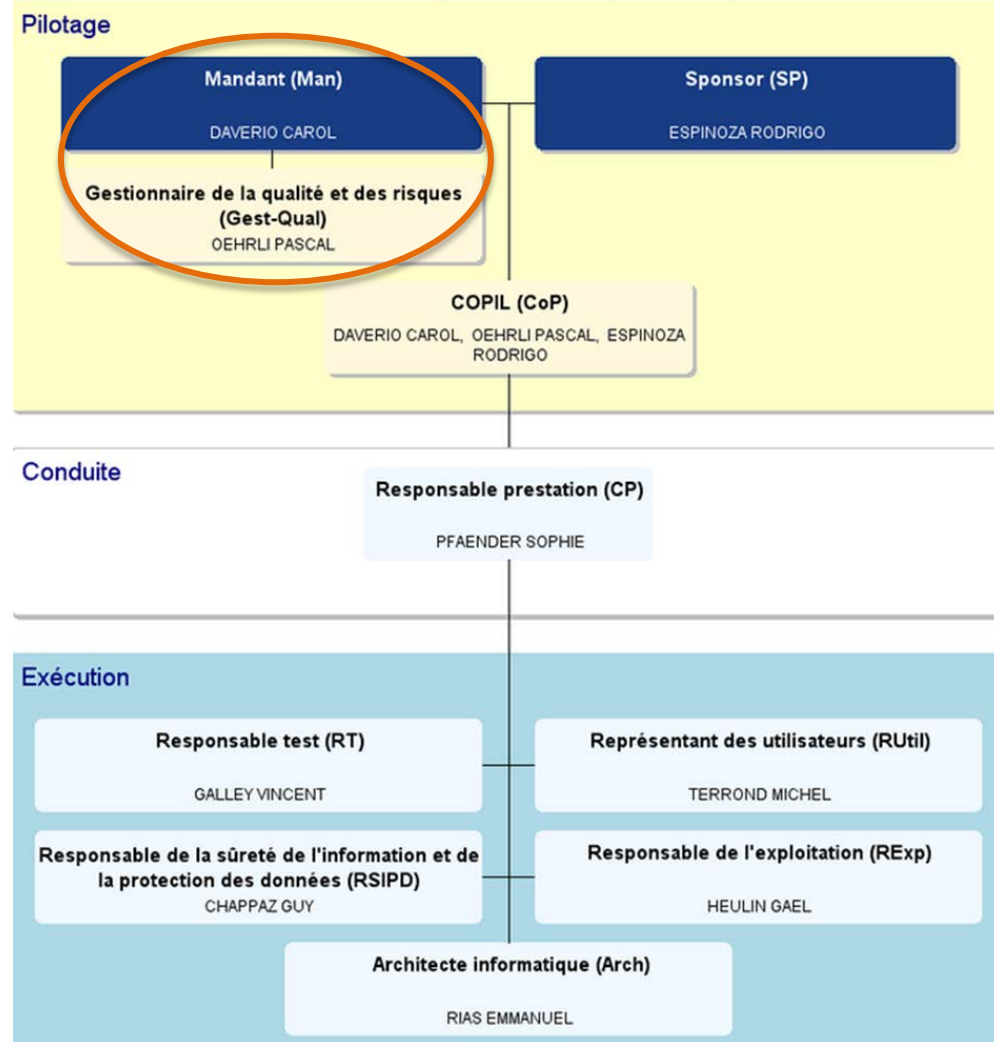 Pilotage
Mandant (Man)
DAVERIO CAROL
Sponsor (SP)
ESPINOZA RODRIGO
Gestionnaire de la qualité et des risques
(Gest-Qual)
OEHRLI PASCAL
COPIL (CoP)
DAVERIO CAROL, OEHRLI PASCAL, ESPINOZA
RODRIGO
Conduite
Responsable prestation (CP)
PFAENDER SOPHIE
Exécution
Responsable test (RT)
GALLEY VINCENT
Représentant des utilisateurs (RUtil)
TERROND MICHEL
Responsable de la sûreté de l'information et de
la protection des données (RSIPD)
CHAPPAZ GUY
Responsable de l'exploitation (RExp)
HEULIN GAEL
Architecte informatique (Arch)
RIAS EMMANUEL